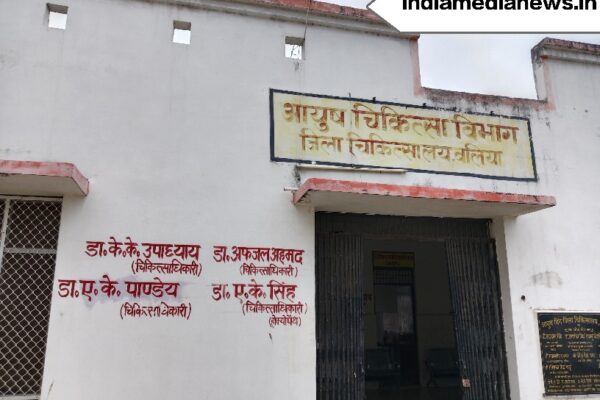 indiamedianews.in
आयुष चिकित्सा विभाग
जिला चिकित्सालय, बलिया
डा. के. के. उपाध्याय
(चिकित्साधिकारी)
डा. अफजल अहमद
(चिकित्साधिकारी)
डा. ए. के. पाण्डेय
(चिकित्साधिकारी)
डा. ए. के. सिंह
(चिकित्साधिकारी)
(होम्योपैथ)